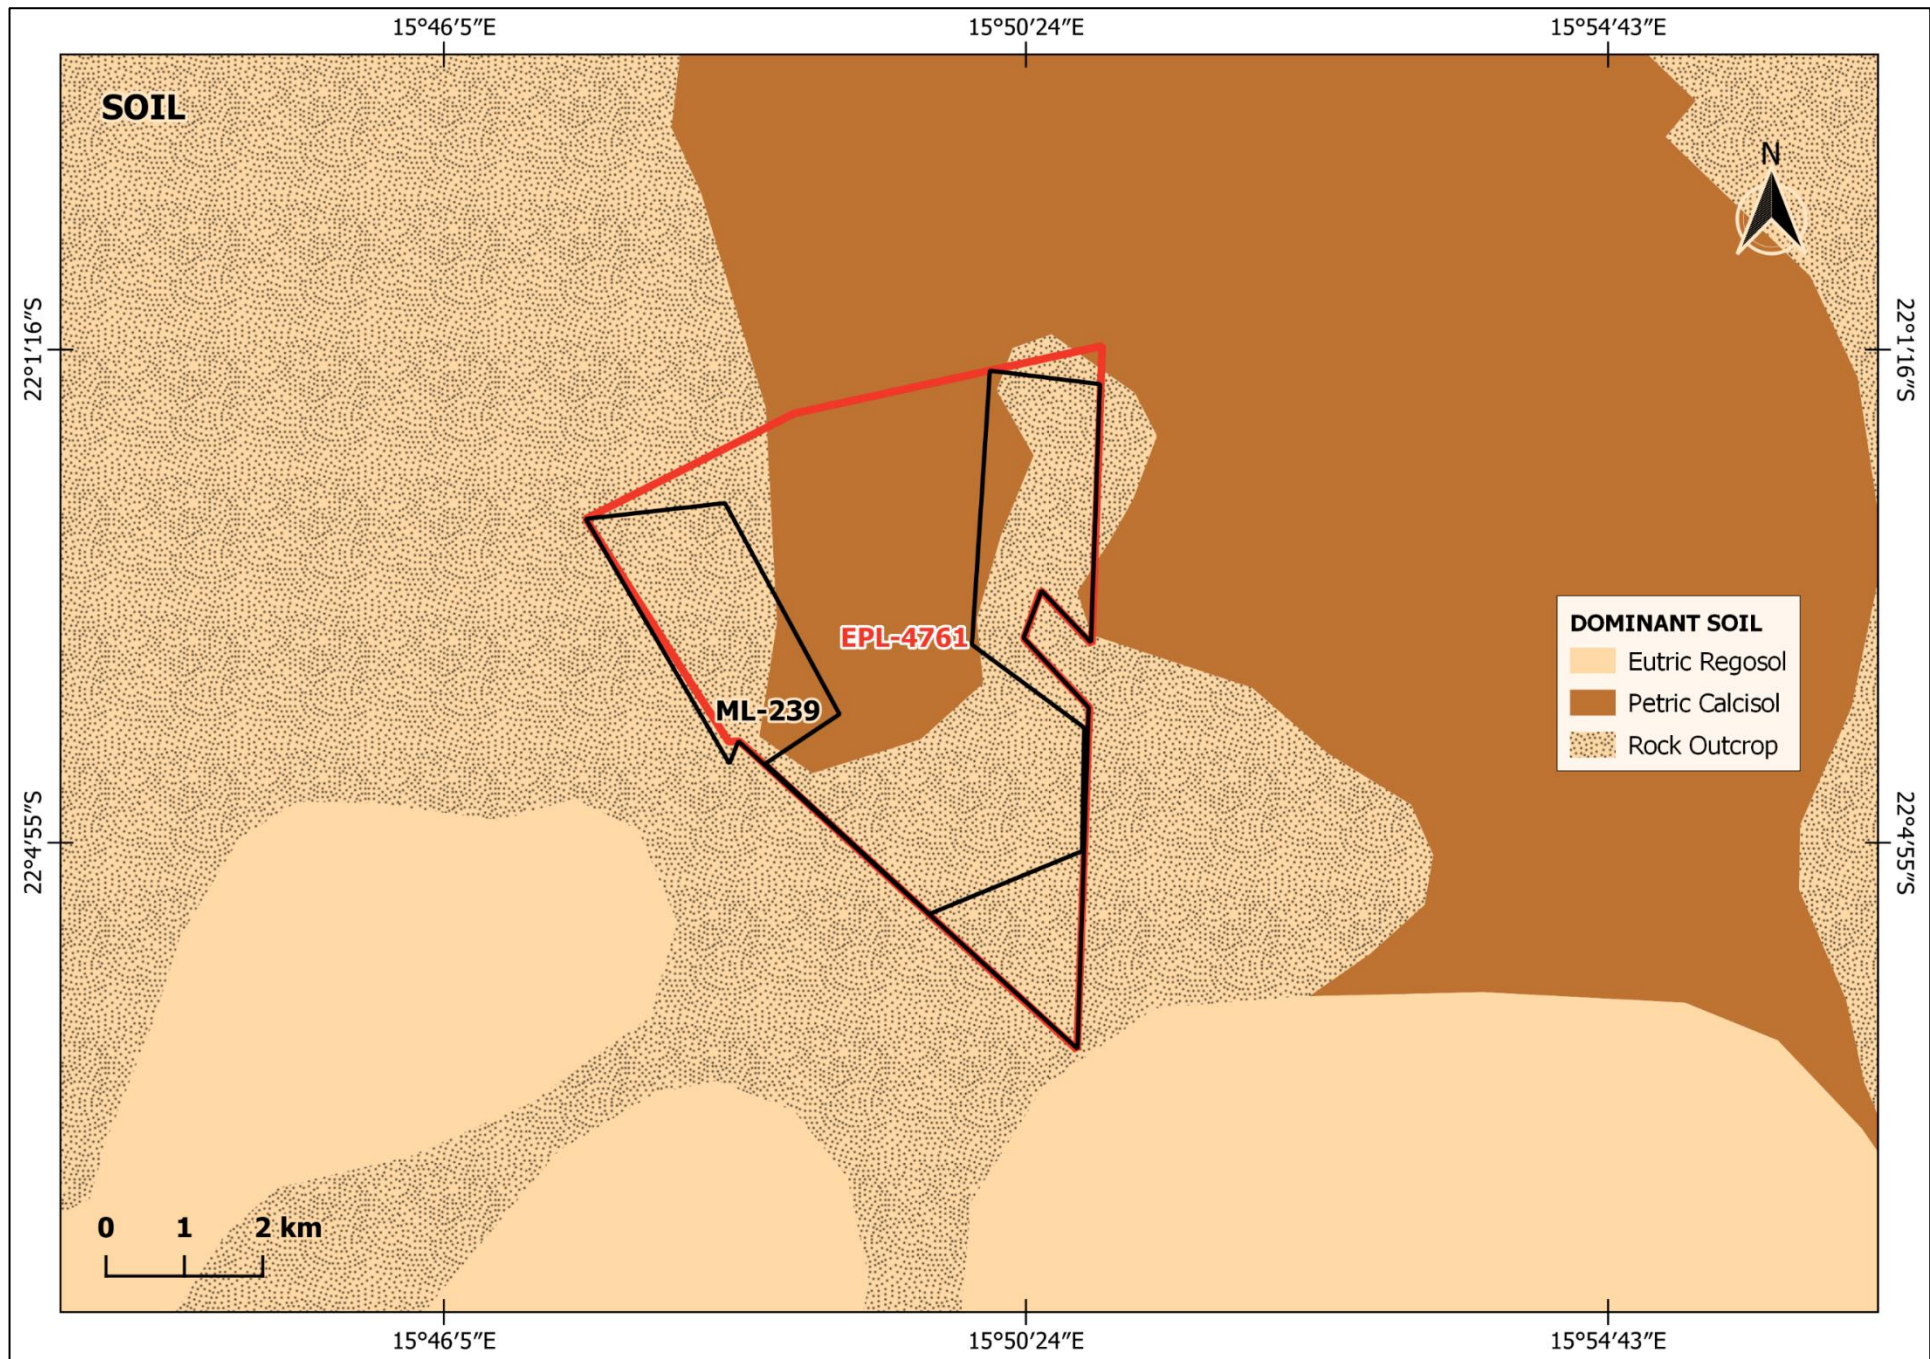 15°46′5″E 15°50′24″E 15°54′43″E
SOIL
N
22°1′16″S 22°1′16″S
EPL-4761
ML-239
DOMINANT SOIL
Eutric Regosol
Petric Calcisol
Rock Outcrop
22°4′55″S 22°4′55″S
0 1 2 km
15°46′5″E 15°50′24″E 15°54′43″E